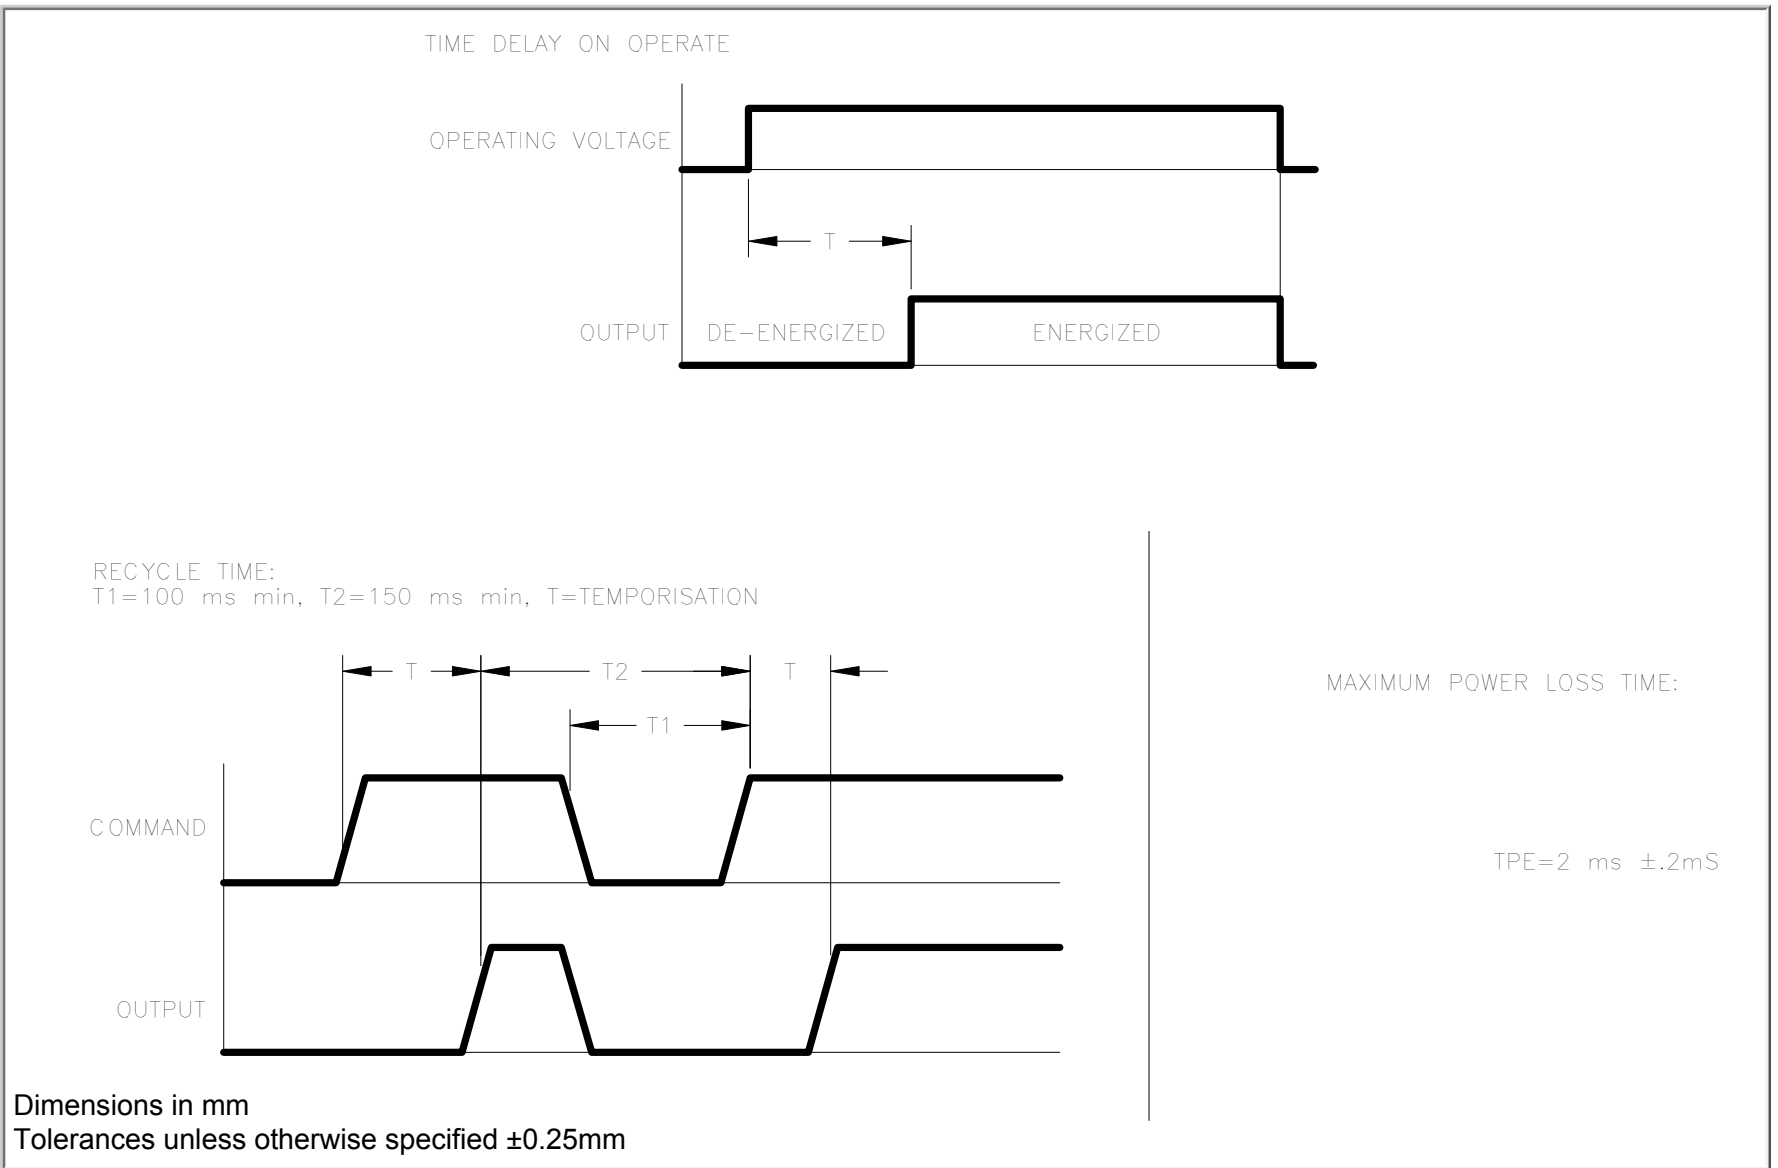 TIME DELAY ON OPERATE
OPERATING VOLTAGE
T
OUTPUT
DE-ENERGIZED
ENERGIZED
RECYCLE TIME:
T1=100 ms min, T2=150 ms min, T=TEMPORISATION
T
T2
T
T1
COMMAND
OUTPUT
MAXIMUM POWER LOSS TIME:
TPE=2 ms ±.2mS
Dimensions in mm
Tolerances unless otherwise specified ±0.25mm